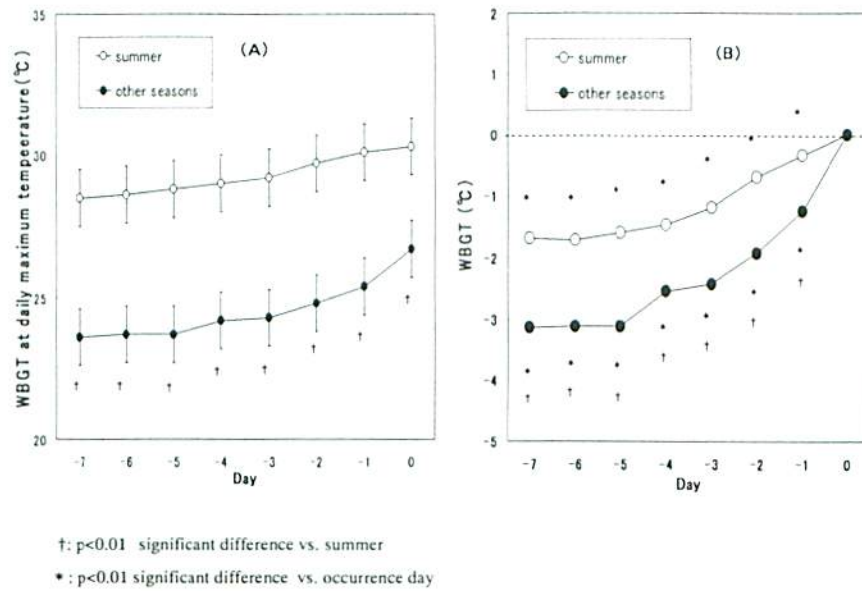 35
30
25
20
WBGT at daily maximum tempeerature (℃)
(A)
summer
other seasons
† † † † † † † †
-7 -6 -5 -4 -3 -2 -1 0
Day
2
1
0
-1
-2
-3
-4
-5
WBGT (℃)
(B)
summer
other seasons
* * * * * * *
* * * * * * *
† † † † † † †
-7 -6 -5 -4 -3 -2 -1 0
Day
†: p<0.01 significant difference vs. summer
* : p<0.01 significant difference vs. occurrence day